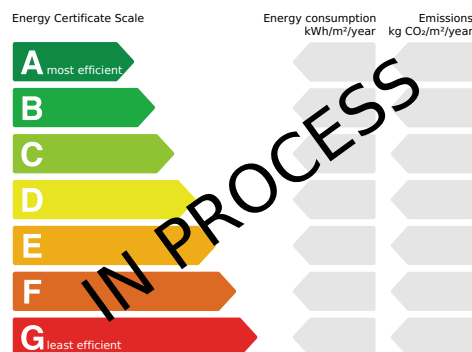 Energy Certificate Scale
Energy consumption
kWh/m²/year
Emissions
kg CO₂/m²/year
A most efficient
B
C
D
E
F
G least efficient
IN PROCESS